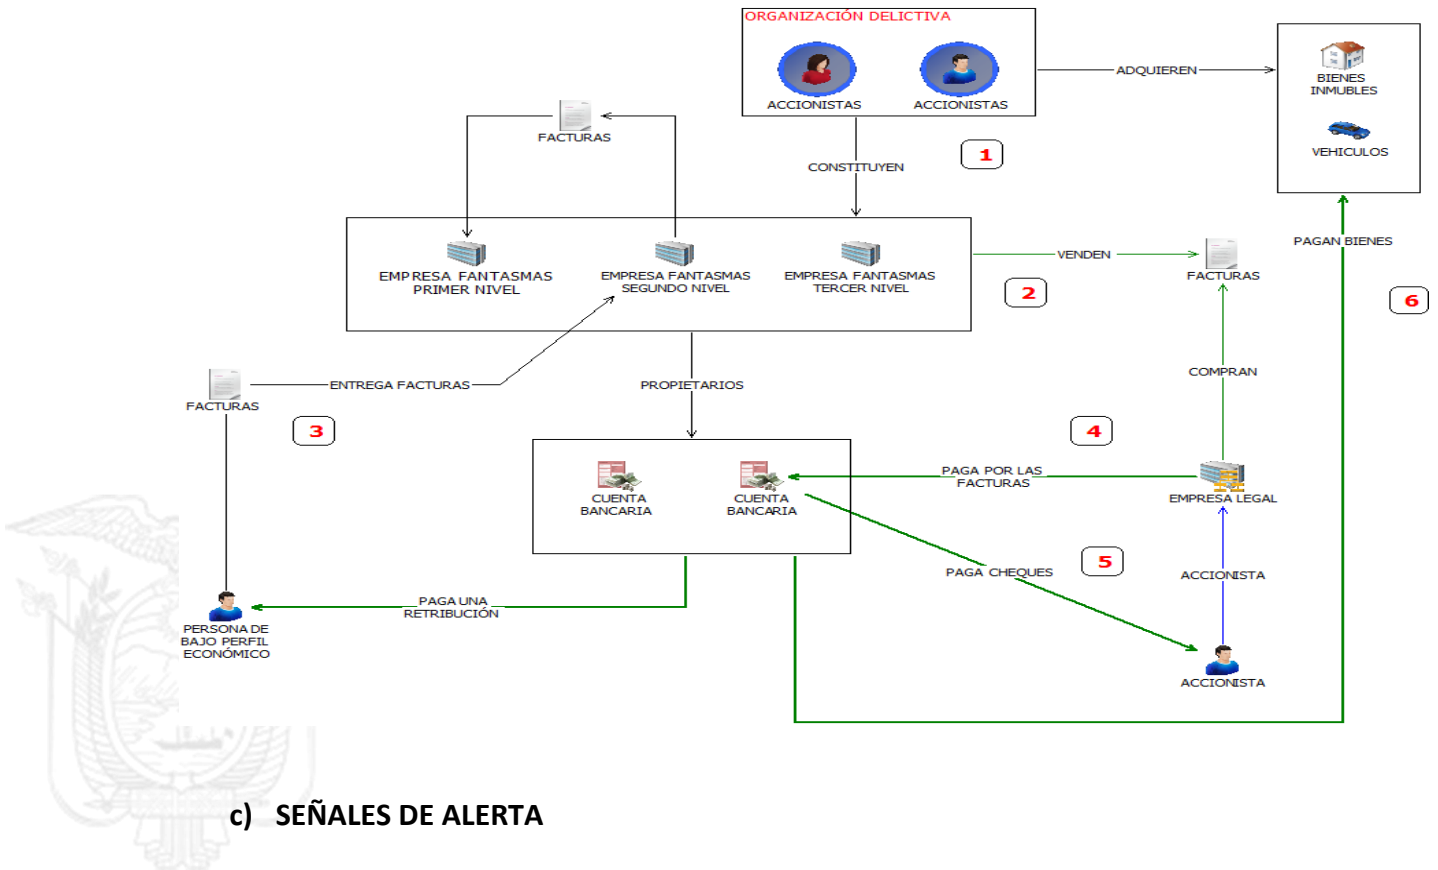 ORGANIZACIÓN DELICTIVA
ACCIONISTAS
ACCIONISTAS
ADQUIEREN
BIENES
INMUBLES
VEHICULOS
FACTURAS
CONSTITUYEN
1
EMPRESA FANTASMAS
PRIMER NIVEL
EMPRESA FANTASMAS
SEGUNDO NIVEL
EMPRESA FANTASMAS
TERCER NIVEL
VENDEN
FACTURAS
PAGAN BIENES
2
6
FACTURAS
ENTREGA FACTURAS
PROPIETARIOS
COMPRAN
3
4
CUENTA
BANCARIA
CUENTA
BANCARIA
PAGA POR LAS
FACTURAS
EMPRESA LEGAL
PAGA CHEQUES
5
ACCIONISTA
PAGA UNA
RETRIBUCIÓN
PERSONA DE
BAJO PERFIL
ECONÓMICO
ACCIONISTA
c) SEÑALES DE ALERTA